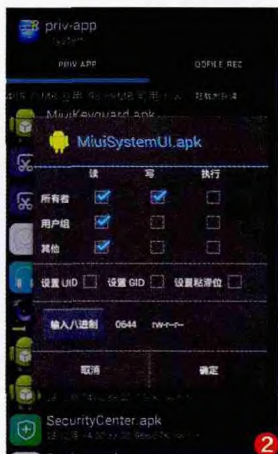 priv-app
system
PRIV-APP
MiuiKeyguard.apk
MiuiSystemUI.apk
读 写 执行
所有者
用户组
其他
设置 UID 设置 GID 设置粘滞位
输入八进制 0644 rw-r--r--
取消 确定
SecurityCenter.apk
2